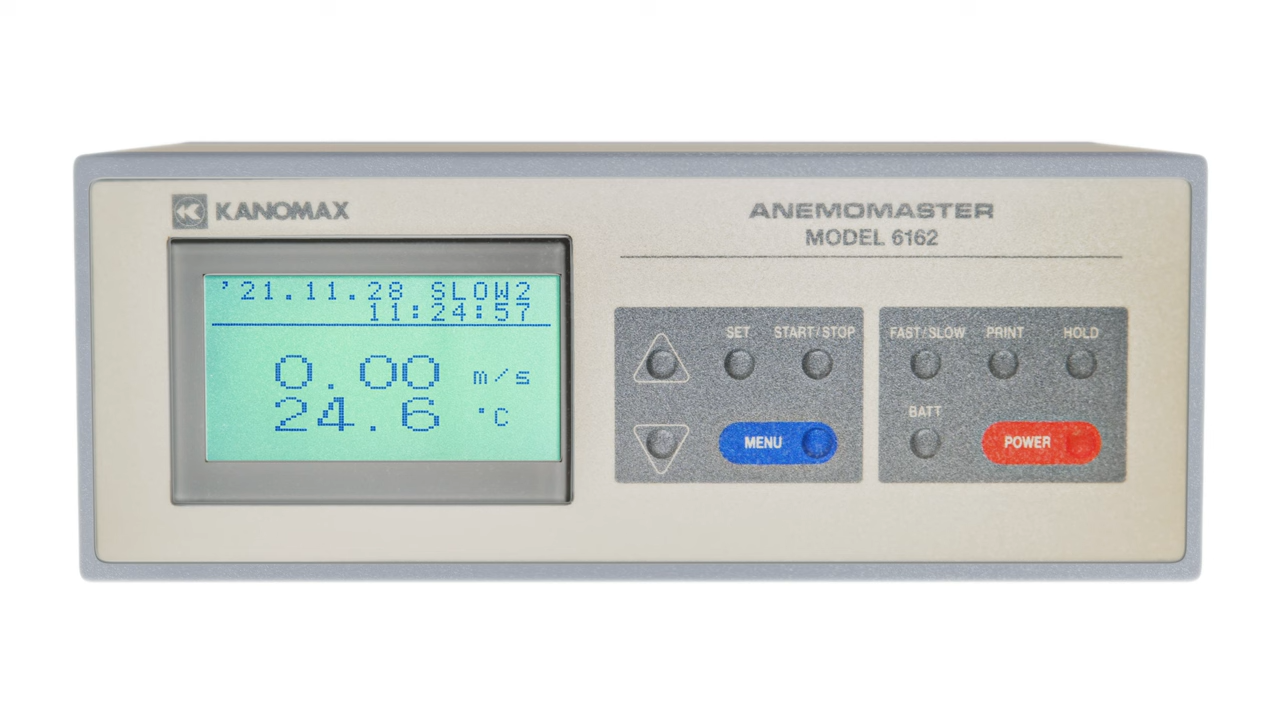 KANOMAX
ANEMOMASTER
MODEL 6162
'21.11.28 SLOW2
11:24:57
0.00 m/s
24.6 °C
SET START/STOP
MENU
FAST/SLOW PRINT HOLD
BATT
POWER